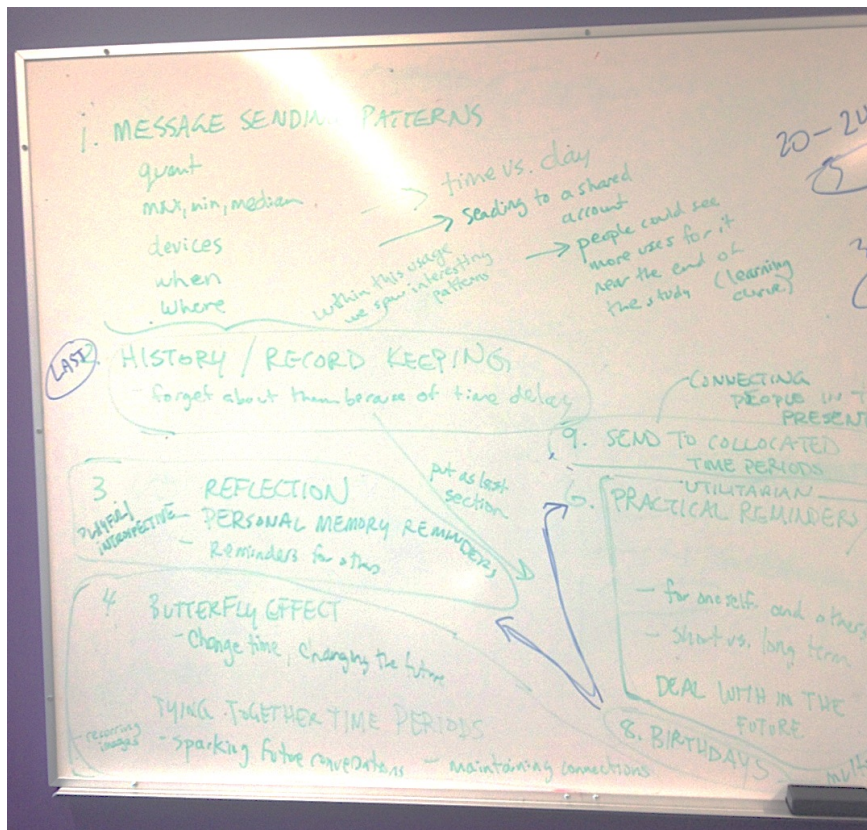 1. MESSAGE SENDING PATTERNS
quant
max, min, median
devices
when
where
time vs. day
sending to a shared
account
people could see
more uses for it
near the end of
the study (learning
curve)
within this usage
we saw interesting
patterns
20-
LAST
HISTORY / RECORD KEEPING
- forget about them because of time delay
put as last
section
3 REFLECTION
PLAYFUL/
INTROSPECTIVE
PERSONAL MEMORY REMINDERS
- Reminders for others
4 BUTTERFLY EFFECT
- Change time, changing the future
TYING TOGETHER TIME PERIODS
recurring
images
- sparking future conversations - maintaining connections
CONNECTING
PEOPLE IN
PRESENT
9. SEND TO COLLOCATED
TIME PERIODS
UTILITARIAN
6. PRACTICAL REMINDERS
- for oneself and others
- short vs. long term
DEAL WITH IN THE
FUTURE
8. BIRTHDAYS